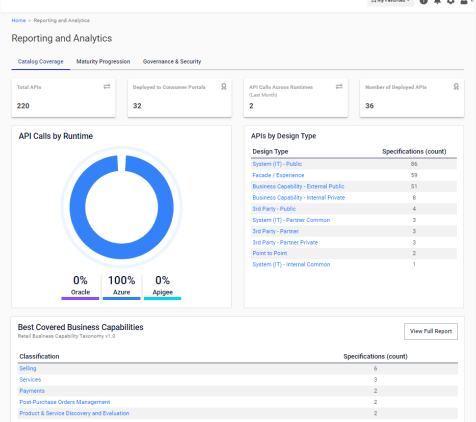 My Favorites
Home > Reporting and Analytics
Reporting and Analytics
Catalog Coverage Maturity Progression Governance & Security
Total APIs
220
Deployed to Consumer Portals
32
API Calls Across Runtimes
(Last Month)
2
Number of Deployed APIs
36
API Calls by Runtime
0% 100% 0%
Oracle Azure Apigee
APIs by Design Type
Design Type Specifications (count)
System (IT) - Public 86
Facade / Experience 59
Business Capability - External Public 51
Business Capability - Internal Private 8
3rd Party - Public 4
System (IT) - Partner Common 3
3rd Party - Partner 3
3rd Party - Partner Private 3
Point to Point 2
System (IT) - Internal Common 1
Best Covered Business Capabilities
Retail Business Capability Taxonomy v1.0
View Full Report
Classification Specifications (count)
Selling 6
Services 3
Payments 2
Post-Purchase Orders Management 2
Product & Service Discovery and Evaluation 2